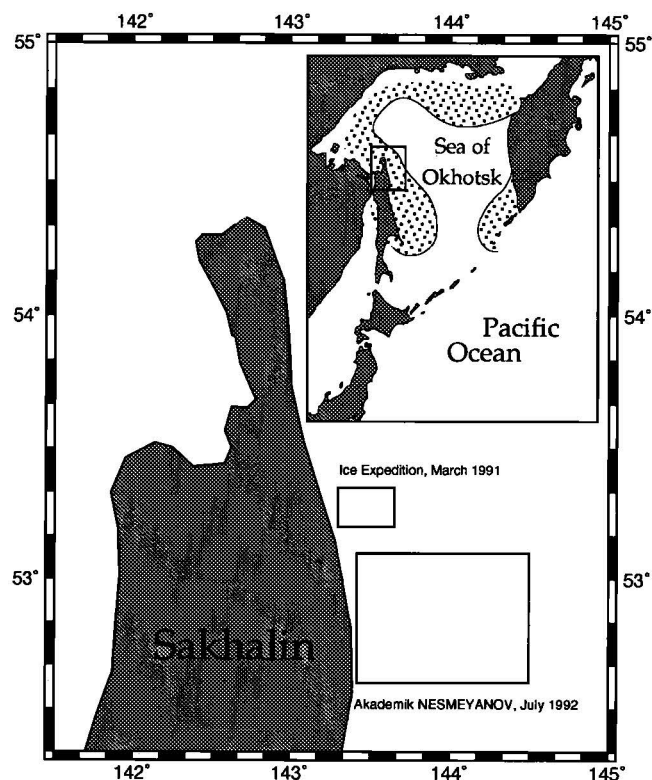 142° 143° 144° 145°
55° 55°
Sea of
Okhotsk
54° 54°
Pacific
Ocean
Ice Expedition, March 1991
53° 53°
Sakhalin
Akademik NESMEYANOV, July 1992
142° 143° 144° 145°